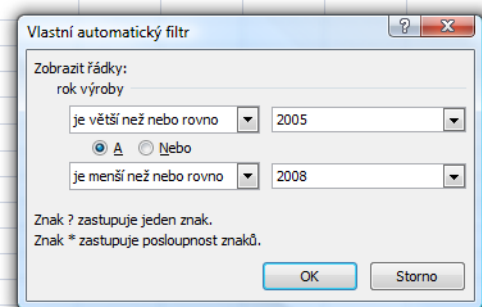 Vlastní automatický filtr
Zobrazit řádky:
rok výroby
je větší než nebo rovno 2005
A Nebo
je menší než nebo rovno 2008
Znak ? zastupuje jeden znak.
Znak * zastupuje posloupnost znaků.
OK Storno